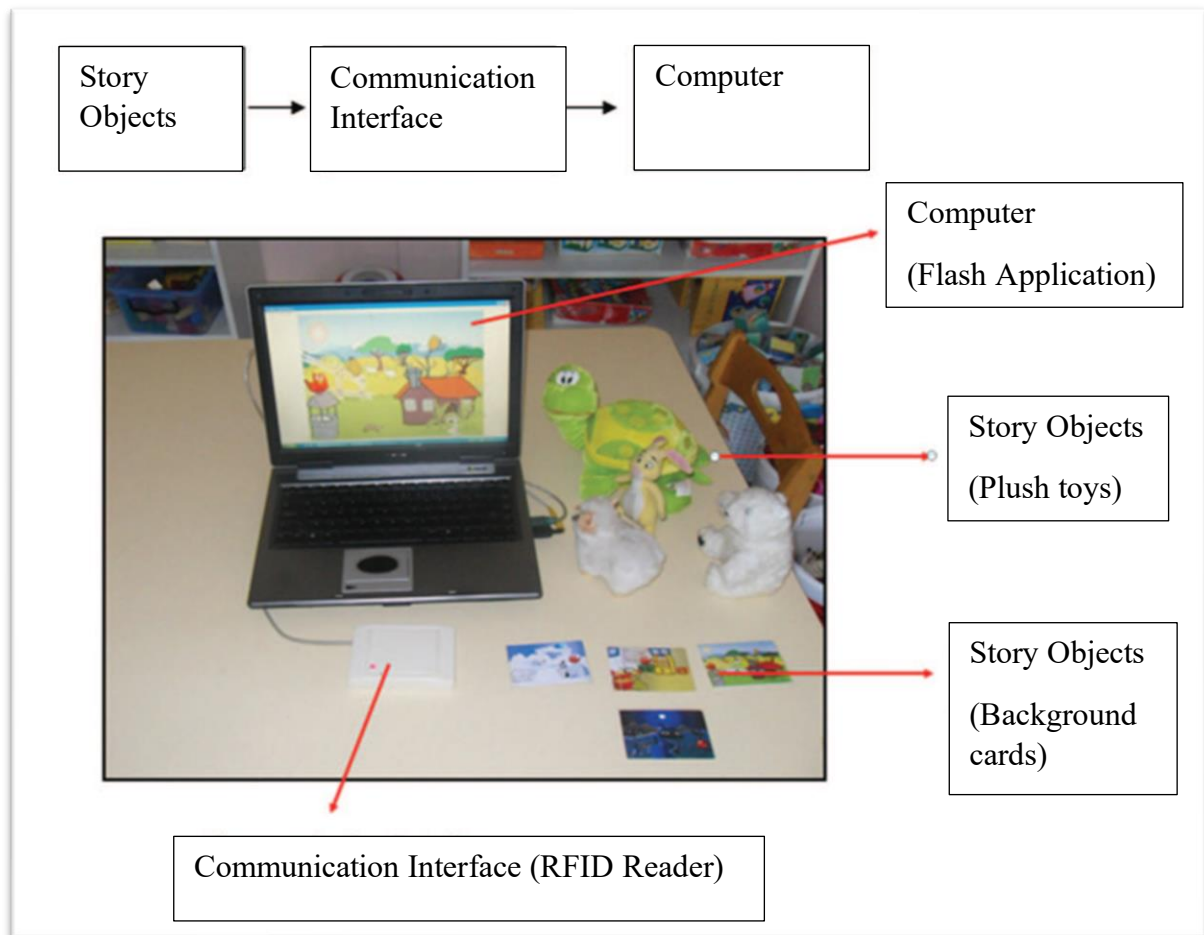 Story
Objects
Communication
Interface
Computer
Computer
(Flash Application)
Story Objects
(Plush toys)
Story Objects
(Background
cards)
Communication Interface (RFID Reader)